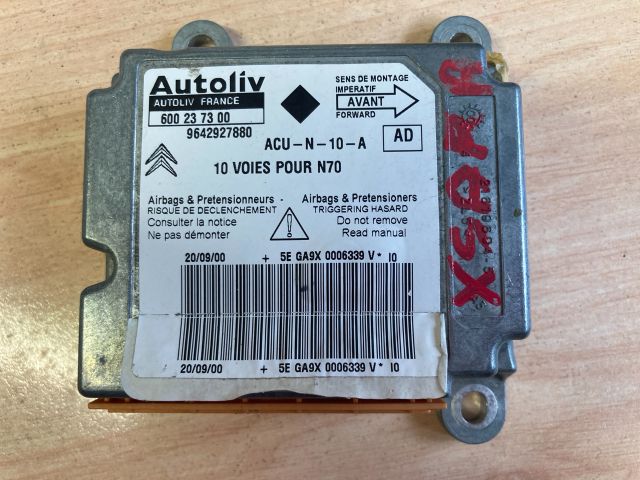 Autoliv
AUTOLIV FRANCE
600 23 73 00
9642927880
SENS DE MONTAGE
IMPERATIF
AVANT
FORWARD
ACU-N-10-A
AD
10 VOIES POUR N70
Airbags & Pretensionneurs
RISQUE DE DECLENCHEMENT
Consulter la notice
Ne pas démonter
Airbags & Pretensioners
TRIGGERING HASARD
Do not remove
Read manual
20/09/00 + 5E GA9X 0006339 V * I0
20/09/00 + 5E GA9X 0006339 V * I0
XSARA